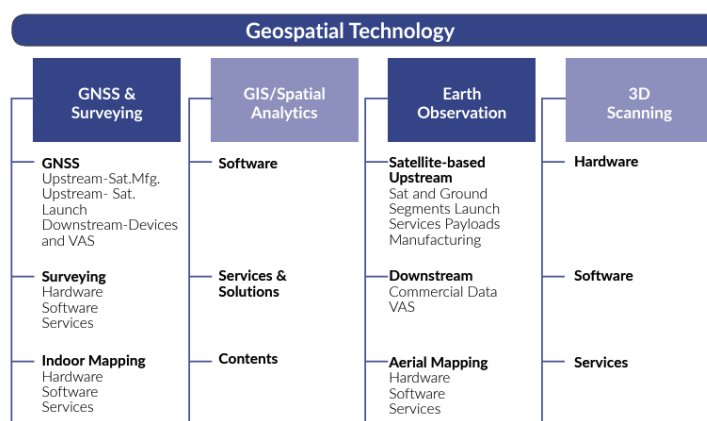 Geospatial Technology
GNSS &
Surveying
GNSS
Upstream-Sat.Mfg.
Upstream- Sat.
Launch
Downstream-Devices
and VAS
Surveying
Hardware
Software
Services
Indoor Mapping
Hardware
Software
Services
GIS/Spatial
Analytics
Software
Services &
Solutions
Contents
Earth
Observation
Satellite-based
Upstream
Sat and Ground
Segments Launch
Services Payloads
Manufacturing
Downstream
Commercial Data
VAS
Aerial Mapping
Hardware
Software
Services
3D
Scanning
Hardware
Software
Services